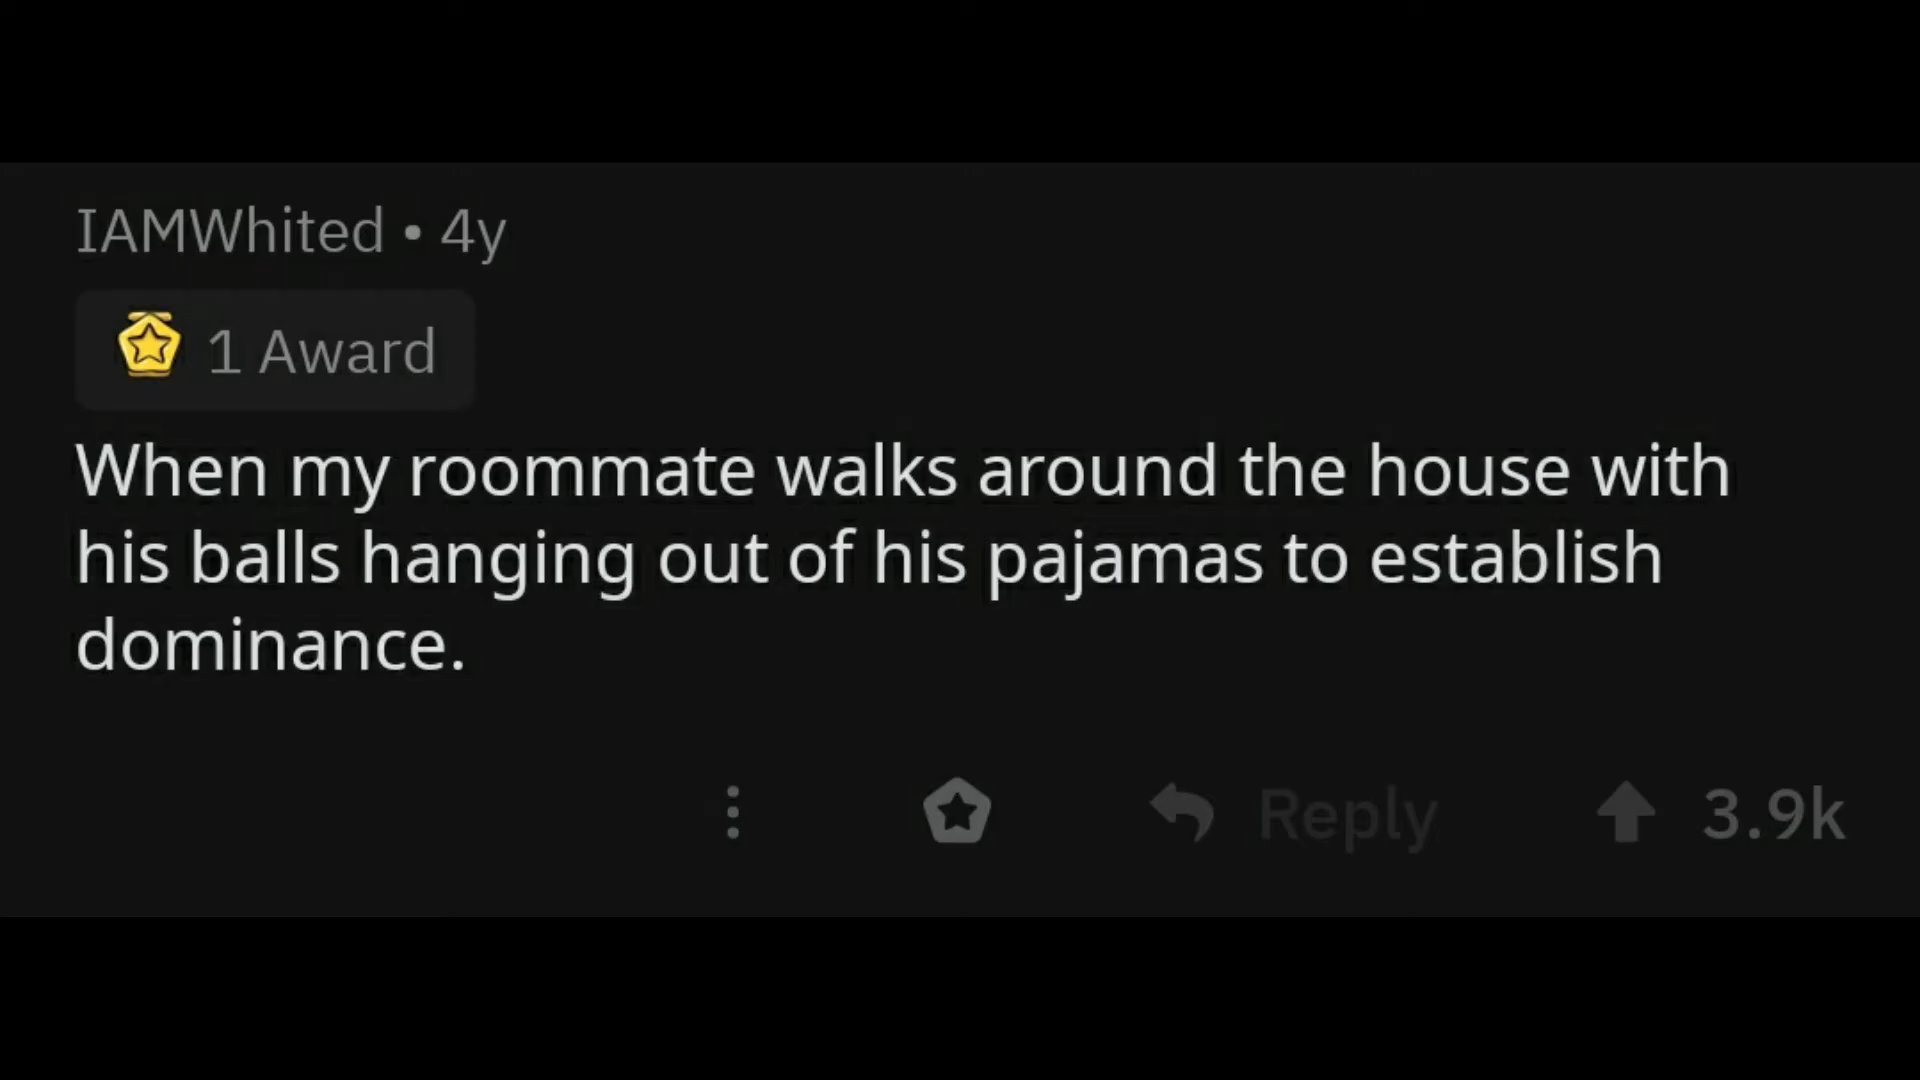 IAMWhited • 4y
1 Award
When my roommate walks around the house with
his balls hanging out of his pajamas to establish
dominance.
Reply 3.9k